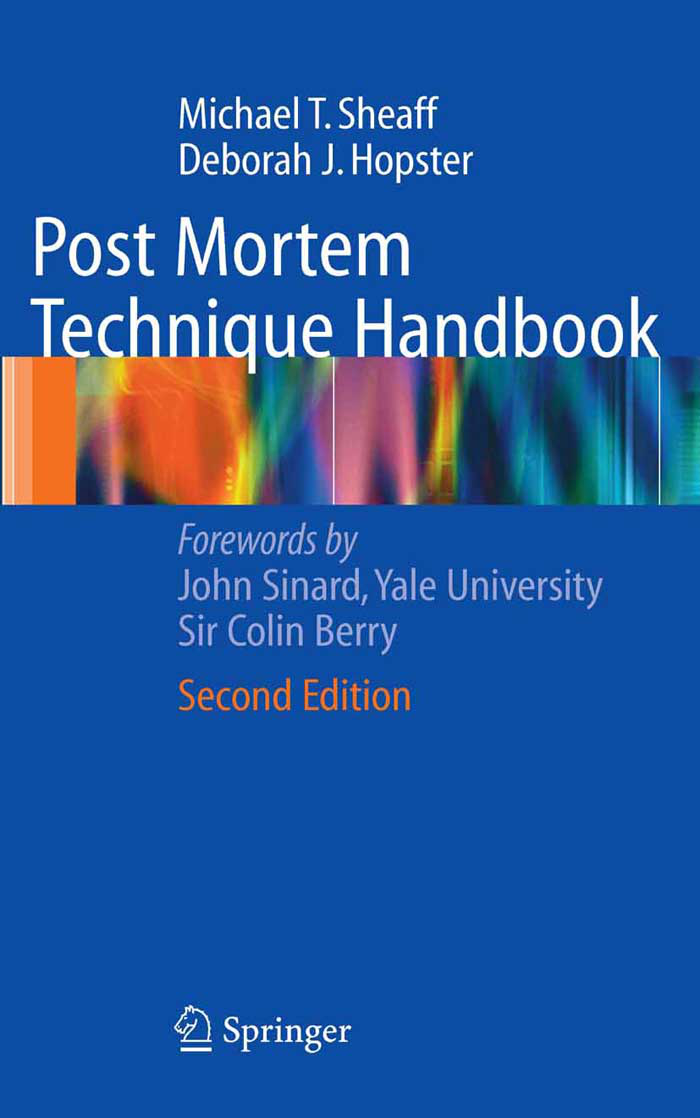 Michael T. Sheaff
Deborah J. Hopster
Post Mortem
Technique Handbook
Forewords by
John Sinard, Yale University
Sir Colin Berry
Second Edition
Springer